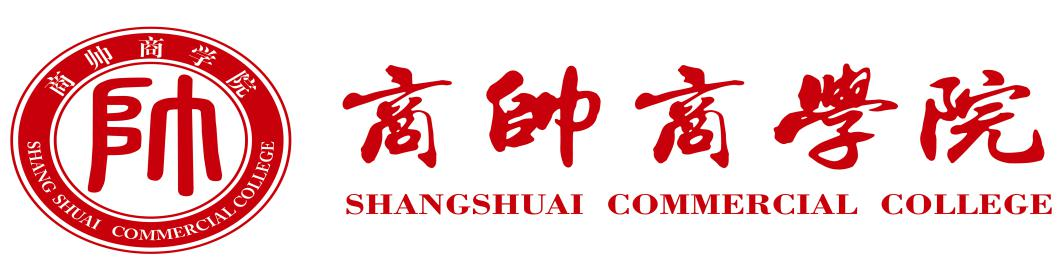 商帅商学院
帥
SHANG SHUAI COMMERCIAL COLLEGE
商帥商學院
SHANGSHUAI COMMERCIAL COLLEGE